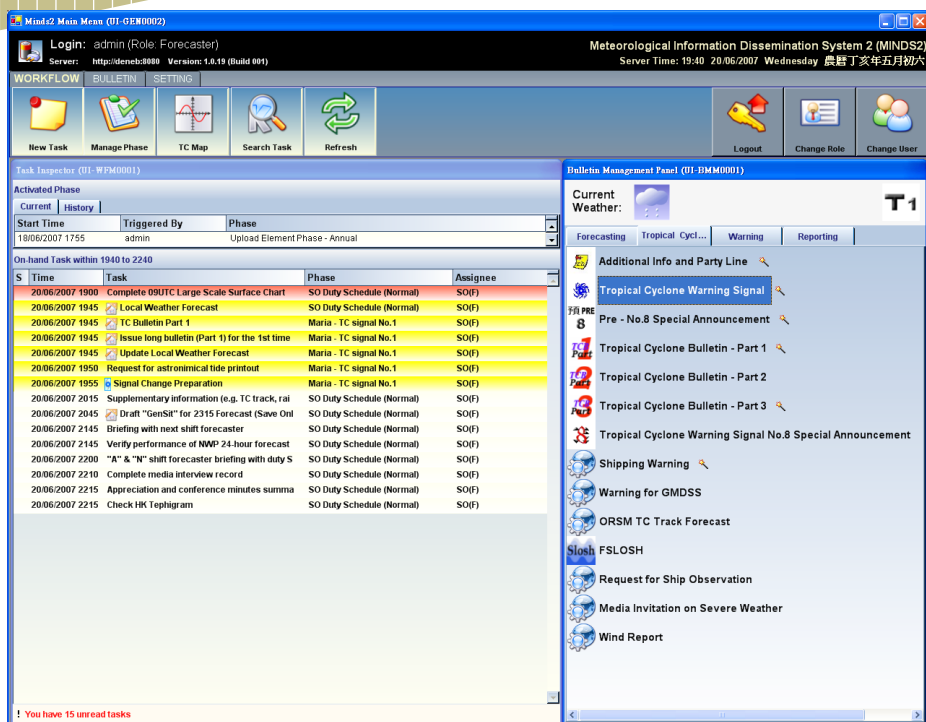 Minds2 Main Menu (UI-GEN0002)
Login: admin (Role: Forecaster)
Server: http://deneb:8080 Version: 1.0.19 (Build 001)
Meteorological Information Dissemination System 2 (MINDS2)
Server Time: 19:40 20/06/2007 Wednesday 農曆丁亥年五月初六
WORKFLOW BULLETIN SETTING
New Task Manage Phase TC Map Search Task Refresh Logout Change Role Change User
Task Inspector (UI-WFM0001)
Activated Phase
Current History
Start Time Triggered By Phase
18/06/2007 1755 admin Upload Element Phase - Annual
On-hand Task within 1940 to 2240
S Time Task Phase Assignee
20/06/2007 1900 Complete 09UTC Large Scale Surface Chart SO Duty Schedule (Normal) SO(F)
20/06/2007 1945 Local Weather Forecast SO Duty Schedule (Normal) SO(F)
20/06/2007 1945 TC Bulletin Part 1 Maria - TC signal No.1 SO(F)
20/06/2007 1945 Issue long bulletin (Part 1) for the 1st time Maria - TC signal No.1 SO(F)
20/06/2007 1945 Update Local Weather Forecast Maria - TC signal No.1 SO(F)
20/06/2007 1950 Request for astronimical tide printout Maria - TC signal No.1 SO(F)
20/06/2007 1955 Signal Change Preparation Maria - TC signal No.1 SO(F)
20/06/2007 2015 Supplementary information (e.g. TC track, rai SO Duty Schedule (Normal) SO(F)
20/06/2007 2045 Draft "GenSit" for 2315 Forecast (Save Onl SO Duty Schedule (Normal) SO(F)
20/06/2007 2145 Briefing with next shift forecaster SO Duty Schedule (Normal) SO(F)
20/06/2007 2145 Verify performance of NWP 24-hour forecast SO Duty Schedule (Normal) SO(F)
20/06/2007 2200 "A" & "N" shift forecaster briefing with duty S SO Duty Schedule (Normal) SO(F)
20/06/2007 2210 Complete media interview record SO Duty Schedule (Normal) SO(F)
20/06/2007 2215 Appreciation and conference minutes summa SO Duty Schedule (Normal) SO(F)
20/06/2007 2215 Check HK Tephigram SO Duty Schedule (Normal) SO(F)
! You have 15 unread tasks
Bulletin Management Panel (UI-BMM0001)
Current Weather: T1
Forecasting Tropical Cycl... Warning Reporting
Additional Info and Party Line
Tropical Cyclone Warning Signal
預 PRE 8 Pre - No.8 Special Announcement
TCB Part 1 Tropical Cyclone Bulletin - Part 1
TCB Part 2 Tropical Cyclone Bulletin - Part 2
TCB Part 3 Tropical Cyclone Bulletin - Part 3
Tropical Cyclone Warning Signal No.8 Special Announcement
Shipping Warning
Warning for GMDSS
ORSM TC Track Forecast
Slosh FSLOSH
Request for Ship Observation
Media Invitation on Severe Weather
Wind Report